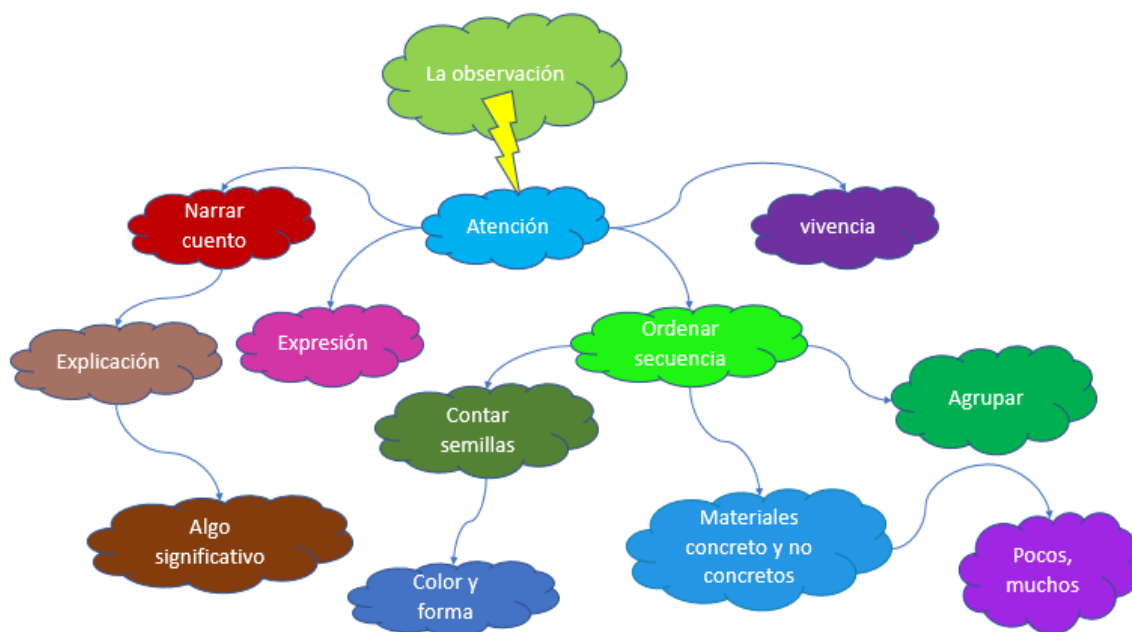 La observación
Narrar
cuento
Atención
vivencia
Explicación
Expresión
Ordenar
secuencia
Contar
semillas
Agrupar
Algo
significativo
Color y
forma
Materiales
concreto y no
concretos
Pocos,
muchos